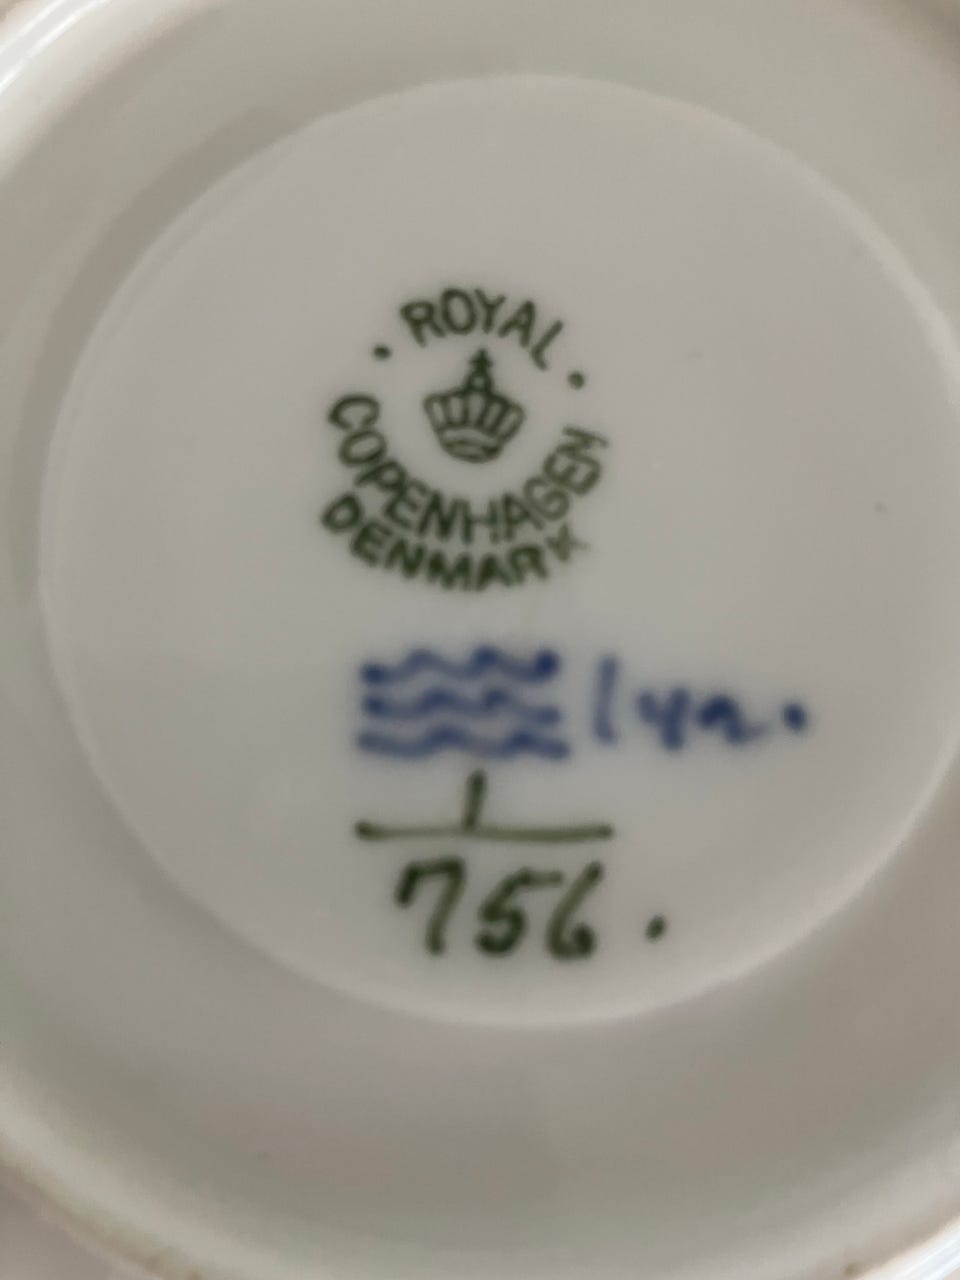 ROYAL
COPENHAGEN
DENMARK
1
756.